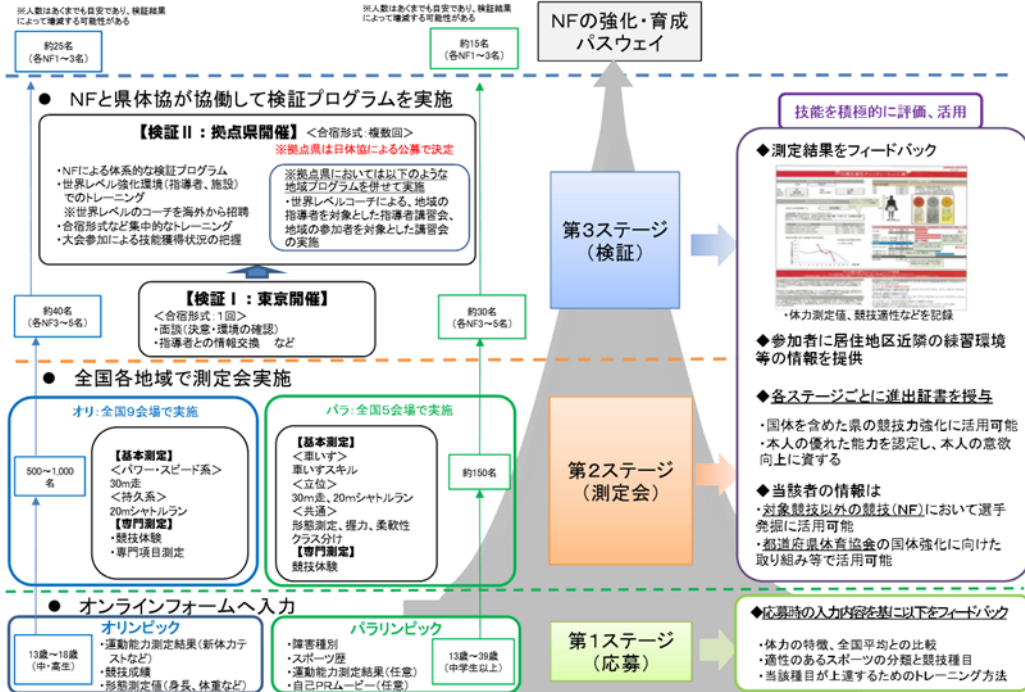 ※人数はあくまでも目安であり、検証結果
によって増減する可能性がある
約25名
(各NF1~3名)
※人数はあくまでも目安であり、検証結果
によって増減する可能性がある
約15名
(各NF1~3名)
NFの強化・育成
パスウェイ
● NFと県体協が協働して検証プログラムを実施
【検証Ⅱ:拠点県開催】<合宿形式:複数回>
※拠点県は日体協による公募で決定
・NFによる体系的な検証プログラム
・世界レベル強化環境(指導者、施設)
でのトレーニング
※世界レベルのコーチを海外から招聘
・合宿形式など集中的なトレーニング
・大会参加による技能獲得状況の把握
※拠点県においては以下のような
地域プログラムを併せて実施
・世界レベルコーチによる、地域の
指導者を対象とした指導者講習会、
地域の参加者を対象とした講習会
の実施
約40名
(各NF3~5名)
【検証Ⅰ:東京開催】
<合宿形式:1回>
・面談(決意・環境の確認)
・指導者との情報交換 など
約30名
(各NF3~5名)
第3ステージ
(検証)
技能を積極的に評価、活用
◆測定結果をフィードバック
・体力測定値、競技適性などを記録
◆参加者に居住地区近隣の練習環境
等の情報を提供
◆各ステージごとに進出証書を授与
・国体を含めた県の競技力強化に活用可能
・本人の優れた能力を認定し、本人の意欲
向上に資する
◆当該者の情報は
・対象競技以外の競技(NF)において選手
発掘に活用可能
・都道府県体育協会の国体強化に向けた
取り組み等で活用可能
● 全国各地域で測定会実施
オリ:全国9会場で実施
500~1,000
名
【基本測定】
<パワー・スピード系>
30m走
<持久系>
20mシャトルラン
【専門測定】
・競技体験
・専門項目測定
パラ:全国5会場で実施
【基本測定】
<車いす>
車いすスキル
<立位>
30m走、20mシャトルラン
<共通>
形態測定、握力、柔軟性
クラス分け
【専門測定】
競技体験
約150名
第2ステージ
(測定会)
● オンラインフォームへ入力
オリンピック
13歳~18歳
(中・高生)
・運動能力測定結果(新体力テ
ストなど)
・競技成績
・形態測定値(身長、体重など)
パラリンピック
・障害種別
・スポーツ歴
・運動能力測定結果(任意)
・自己PRムービー(任意)
13歳~39歳
(中学生以上)
第1ステージ
(応募)
◆応募時の入力内容を基に以下をフィードバック
・体力の特徴、全国平均との比較
・適性のあるスポーツの分類と競技種目
・当該種目が上達するためのトレーニング方法